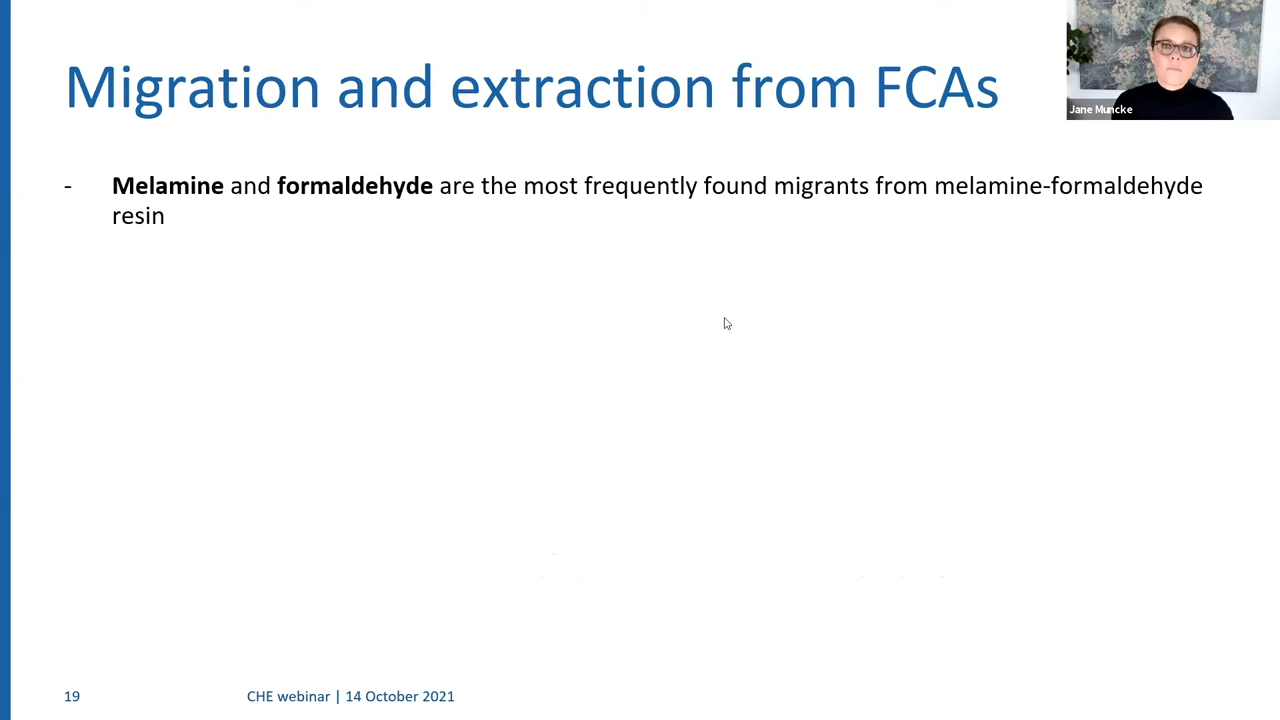 Migration and extraction from FCAs
Jane Muncke
- Melamine and formaldehyde are the most frequently found migrants from melamine-formaldehyde
resin
19
CHE webinar | 14 October 2021